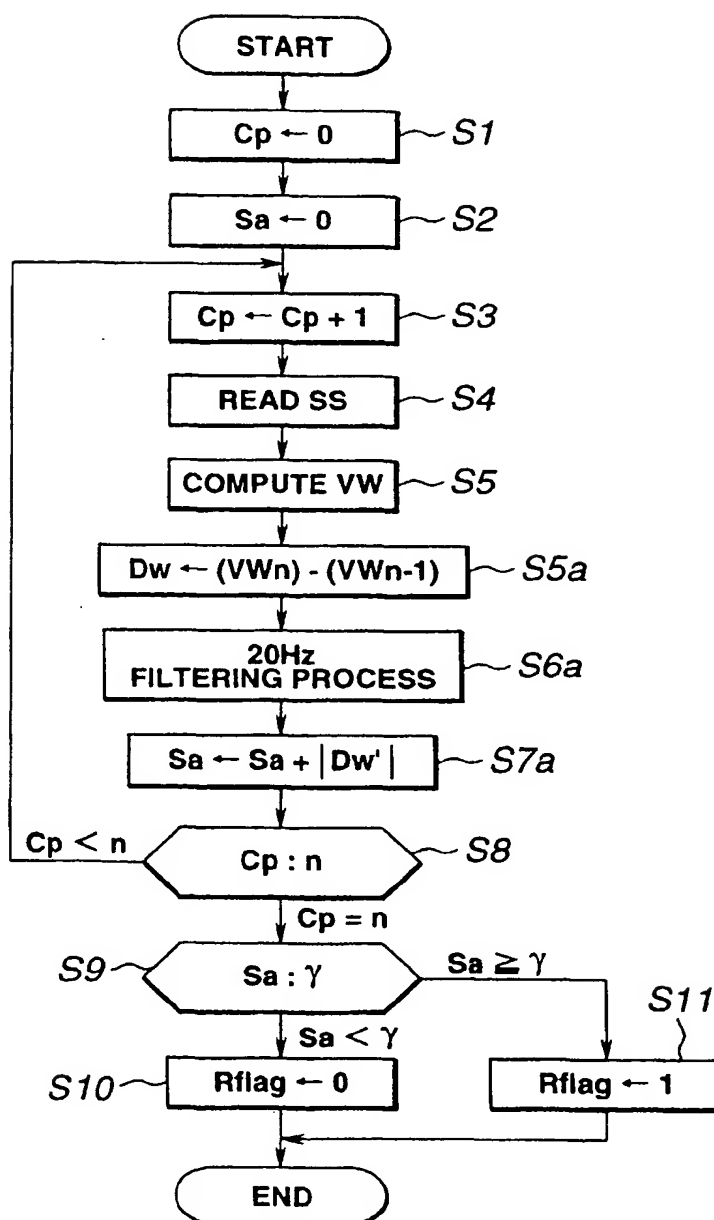 START
Cp ← 0 S1
Sa ← 0 S2
Cp ← Cp + 1 S3
READ SS S4
COMPUTE VW S5
Dw ← (VWn) - (VWn-1) S5a
20Hz
FILTERING PROCESS S6a
Sa ← Sa + |Dw'| S7a
Cp < n Cp : n S8
Cp = n
S9 Sa : γ Sa ≧ γ
Sa < γ S11
S10 Rflag ← 0 Rflag ← 1
END